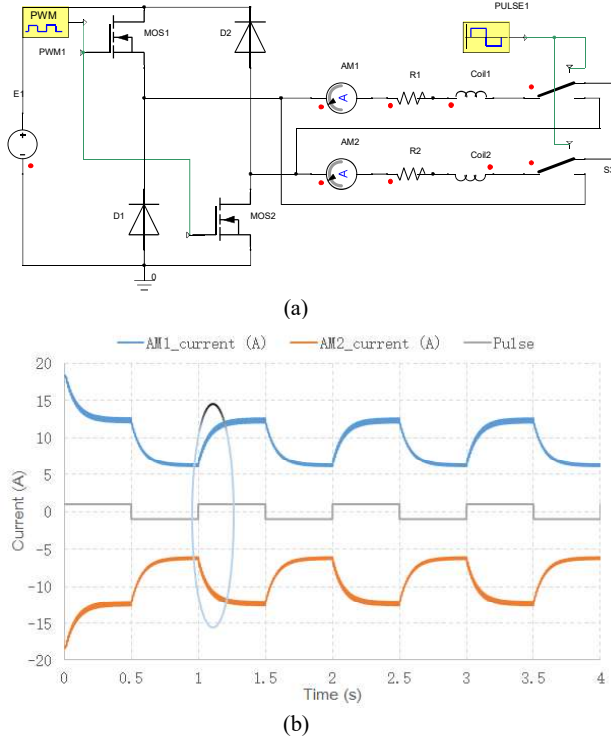 PWM
MOS1
D2
PULSE1
PWM1
AM1
R1
Coil1
E1
A
AM2
R2
Coil2
A
D1
MOS2
0
(a)
AM1_current (A) AM2_current (A) Pulse
20
15
10
5
0
-5
-10
-15
-20
Current (A)
0 0.5 1 1.5 2 2.5 3 3.5 4
Time (s)
(b)